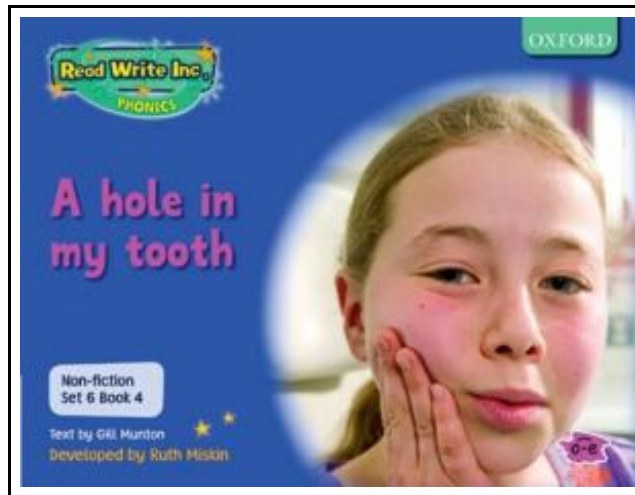 OXFORD
Read Write Inc.
PHONICS
A hole in
my tooth
Non-fiction
Set 6 Book 4
Text by Gill Munton
Developed by Ruth Miskin
o-e